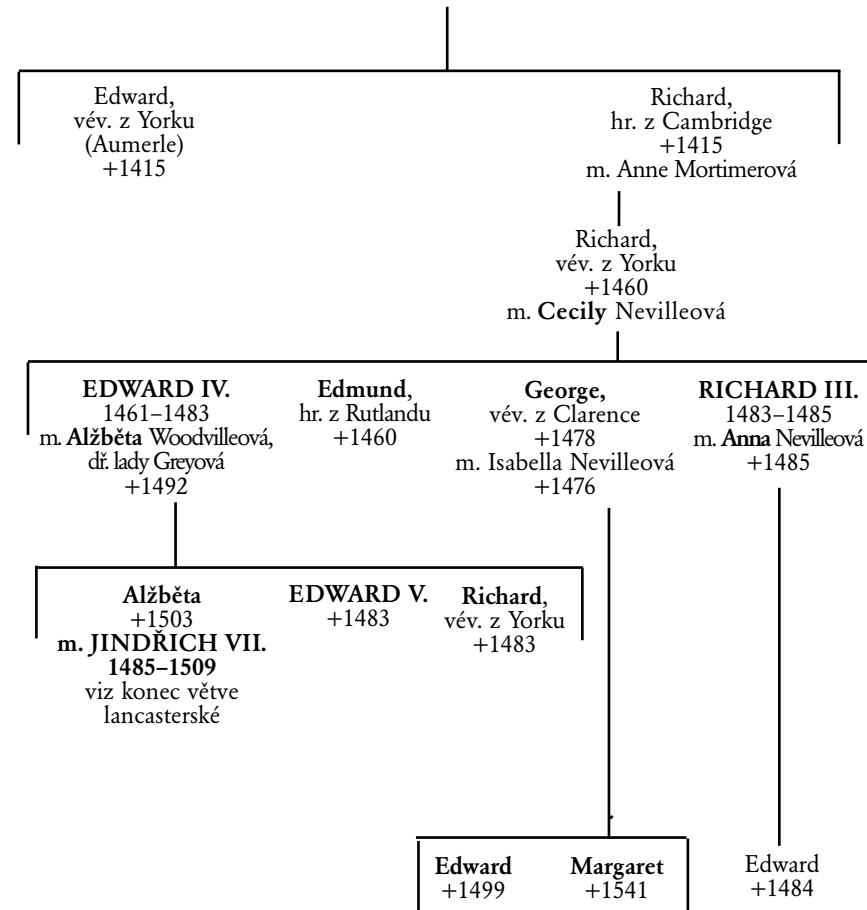 Edward,
vév. z Yorku
(Aumerle)
+1415
Richard,
hr. z Cambridge
+1415
m. Anne Mortimerová
Richard,
vév. z Yorku
+1460
m. Cecily Nevilleová
EDWARD IV.
1461–1483
m. Alžběta Woodvilleová,
dř. lady Greyová
+1492
Edmund,
hr. z Rutlandu
+1460
George,
vév. z Clarence
+1478
m. Isabella Nevilleová
+1476
RICHARD III.
1483–1485
m. Anna Nevilleová
+1485
Alžběta
+1503
m. JINDŘICH VII.
1485–1509
viz konec větve
lancasterské
EDWARD V.
+1483
Richard,
vév. z Yorku
+1483
Edward
+1499
Margaret
+1541
Edward
+1484